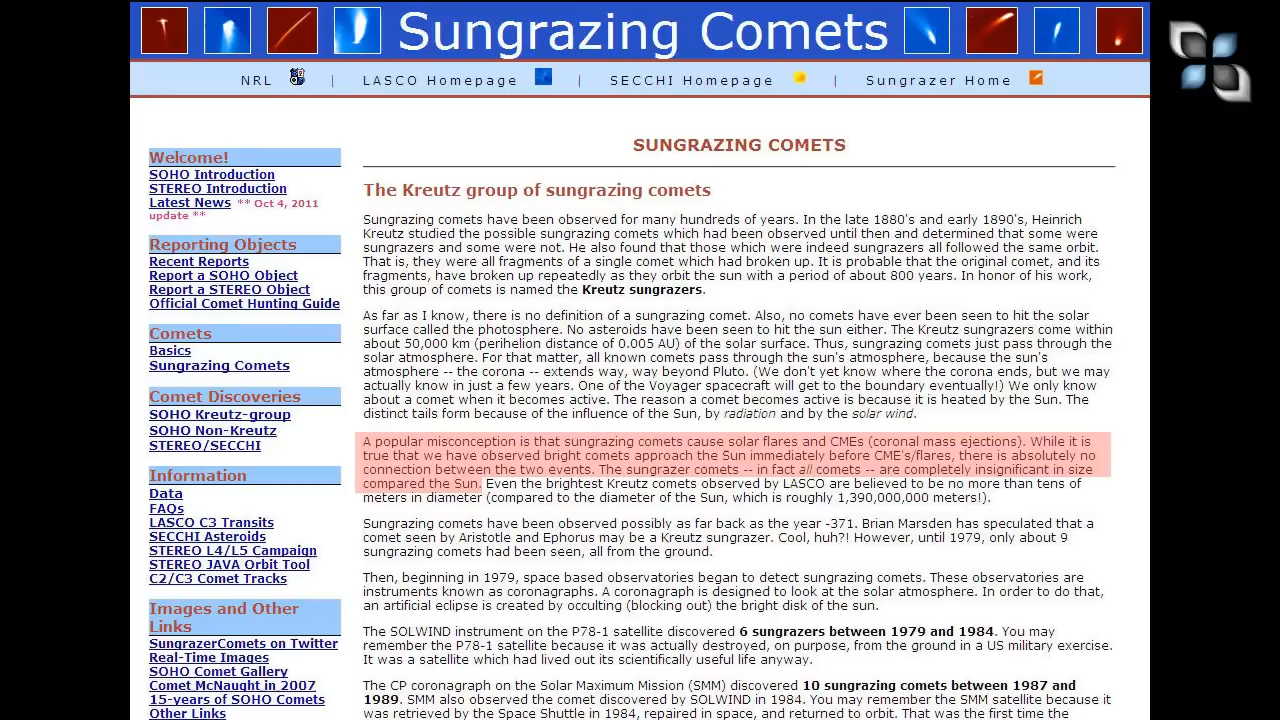 Sungrazing Comets
NRL | LASCO Homepage | SECCHI Homepage | Sungrazer Home
Welcome!
SOHO Introduction
STEREO Introduction
Latest News ** Oct 4, 2011
update **
Reporting Objects
Recent Reports
Report a SOHO Object
Report a STEREO Object
Official Comet Hunting Guide
Comets
Basics
Sungrazing Comets
Comet Discoveries
SOHO Kreutz-group
SOHO Non-Kreutz
STEREO/SECCHI
Information
Data
FAQs
LASCO C3 Transits
SECCHI Asteroids
STEREO L4/L5 Campaign
STEREO JAVA Orbit Tool
C2/C3 Comet Tracks
Images and Other
Links
SungrazerComets on Twitter
Real-Time Images
SOHO Comet Gallery
Comet McNaught in 2007
15-years of SOHO Comets
Other Links
SUNGRAZING COMETS
The Kreutz group of sungrazing comets
Sungrazing comets have been observed for many hundreds of years. In the late 1880's and early 1890's, Heinrich
Kreutz studied the possible sungrazing comets which had been observed until then and determined that some were
sungrazers and some were not. He also found that those which were indeed sungrazers all followed the same orbit.
That is, they were all fragments of a single comet which had broken up. It is probable that the original comet, and its
fragments, have broken up repeatedly as they orbit the sun with a period of about 800 years. In honor of his work,
this group of comets is named the Kreutz sungrazers.
As far as I know, there is no definition of a sungrazing comet. Also, no comets have ever been seen to hit the solar
surface called the photosphere. No asteroids have been seen to hit the sun either. The Kreutz sungrazers come within
about 50,000 km (perihelion distance of 0.005 AU) of the solar surface. Thus, sungrazing comets just pass through the
solar atmosphere. For that matter, all known comets pass through the sun's atmosphere, because the sun's
atmosphere -- the corona -- extends way, way beyond Pluto. (We don't yet know where the corona ends, but we may
actually know in just a few years. One of the Voyager spacecraft will get to the boundary eventually!) We only know
about a comet when it becomes active. The reason a comet becomes active is because it is heated by the Sun. The
distinct tails form because of the influence of the Sun, by radiation and by the solar wind.
A popular misconception is that sungrazing comets cause solar flares and CMEs (coronal mass ejections). While it is
true that we have observed bright comets approach the Sun immediately before CME's/flares, there is absolutely no
connection between the two events. The sungrazer comets -- in fact all comets -- are completely insignificant in size
compared the Sun. Even the brightest Kreutz comets observed by LASCO are believed to be no more than tens of
meters in diameter (compared to the diameter of the Sun, which is roughly 1,390,000,000 meters!).
Sungrazing comets have been observed possibly as far back as the year -371. Brian Marsden has speculated that a
comet seen by Aristotle and Ephorus may be a Kreutz sungrazer. Cool, huh?! However, until 1979, only about 9
sungrazing comets had been seen, all from the ground.
Then, beginning in 1979, space based observatories began to detect sungrazing comets. These observatories are
instruments known as coronagraphs. A coronagraph is designed to look at the solar atmosphere. In order to do that,
an artificial eclipse is created by occulting (blocking out) the bright disk of the sun.
The SOLWIND instrument on the P78-1 satellite discovered 6 sungrazers between 1979 and 1984. You may
remember the P78-1 satellite because it was actually destroyed, on purpose, from the ground in a US military exercise.
It was a satellite which had lived out its scientifically useful life anyway.
The CP coronagraph on the Solar Maximum Mission (SMM) discovered 10 sungrazing comets between 1987 and
1989. SMM also observed the comet discovered by SOLWIND in 1984. You may remember the SMM satellite because it
was retrieved by the Space Shuttle in 1984, repaired in space, and returned to orbit. That was the first time the